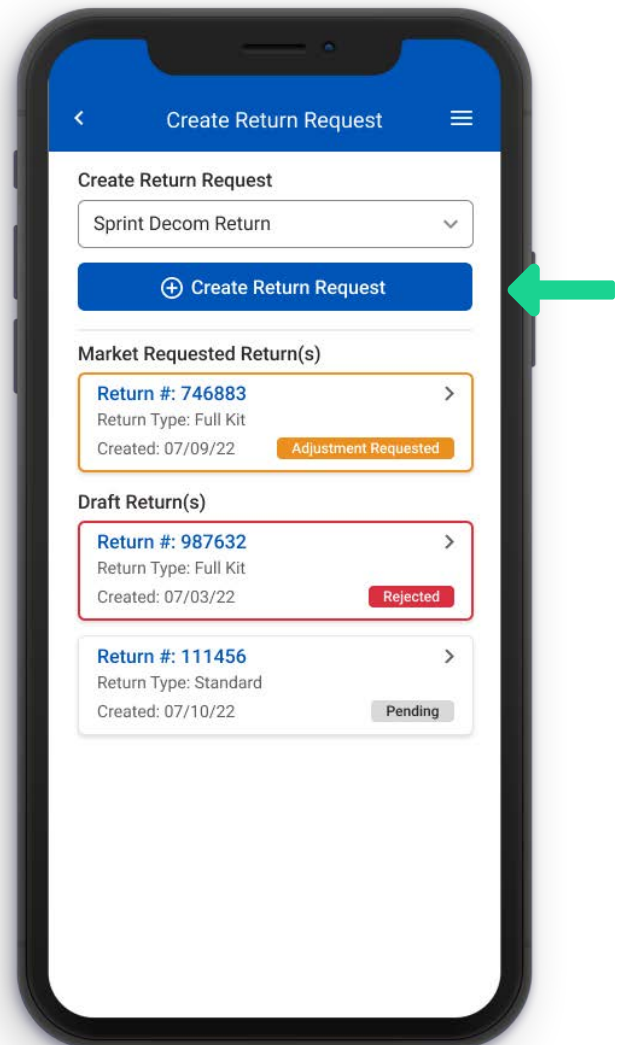 Create Return Request
Create Return Request
Sprint Decom Return
Create Return Request
Market Requested Return(s)
Return #: 746883
Return Type: Full Kit
Created: 07/09/22 Adjustment Requested
Draft Return(s)
Return #: 987632
Return Type: Full Kit
Created: 07/03/22 Rejected
Return #: 111456
Return Type: Standard
Created: 07/10/22 Pending